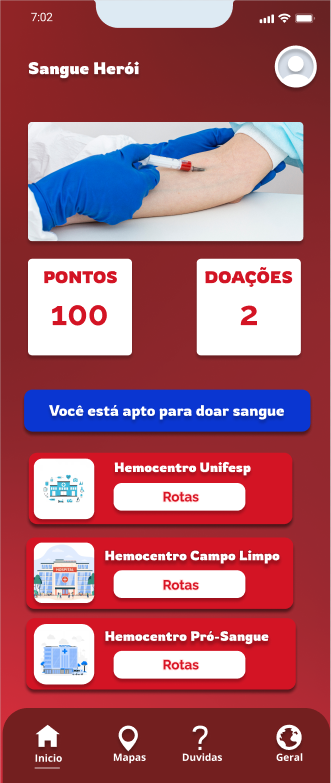 7:02
Sangue Herói
PONTOS
100
DOAÇÕES
2
Você está apto para doar sangue
Hemocentro Unifesp
Rotas
HOSPITAL
Hemocentro Campo Limpo
Rotas
Hemocentro Pró-Sangue
Rotas
Inicio
Mapas
Duvidas
Geral